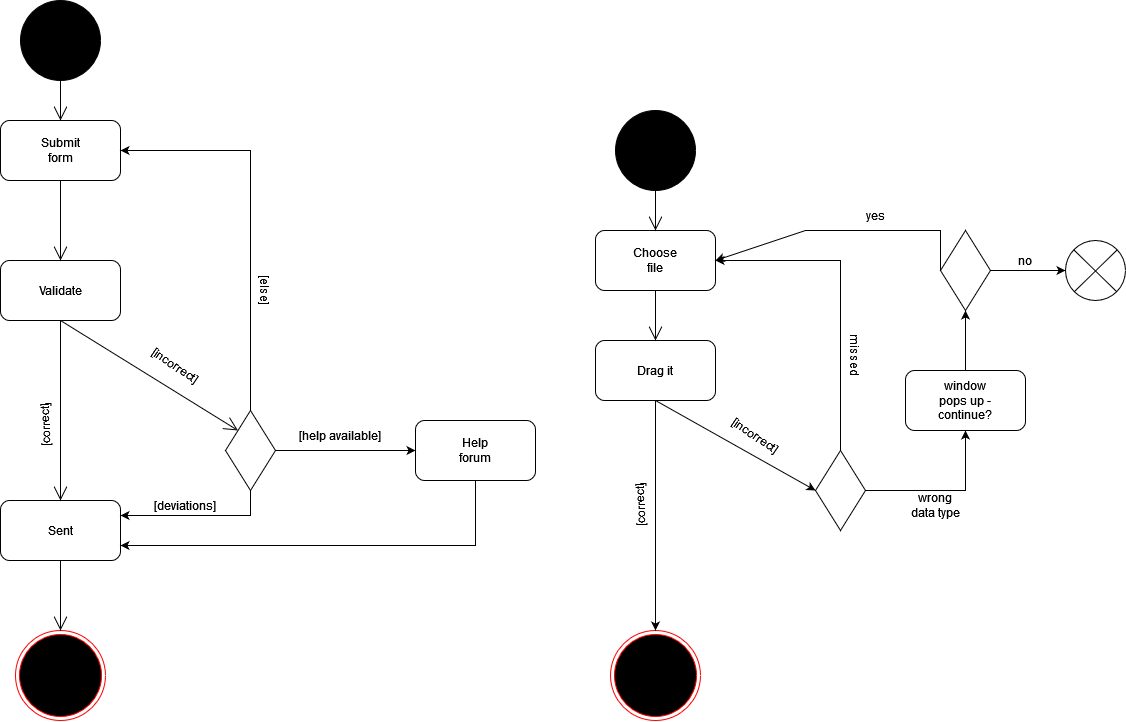 Submit
form
Validate
[else]
[incorrect]
[correct]
[help available]
Help
forum
[deviations]
Sent
Choose
file
yes
no
Drag it
missed
window
pops up -
continue?
[incorrect]
[correct]
wrong
data type